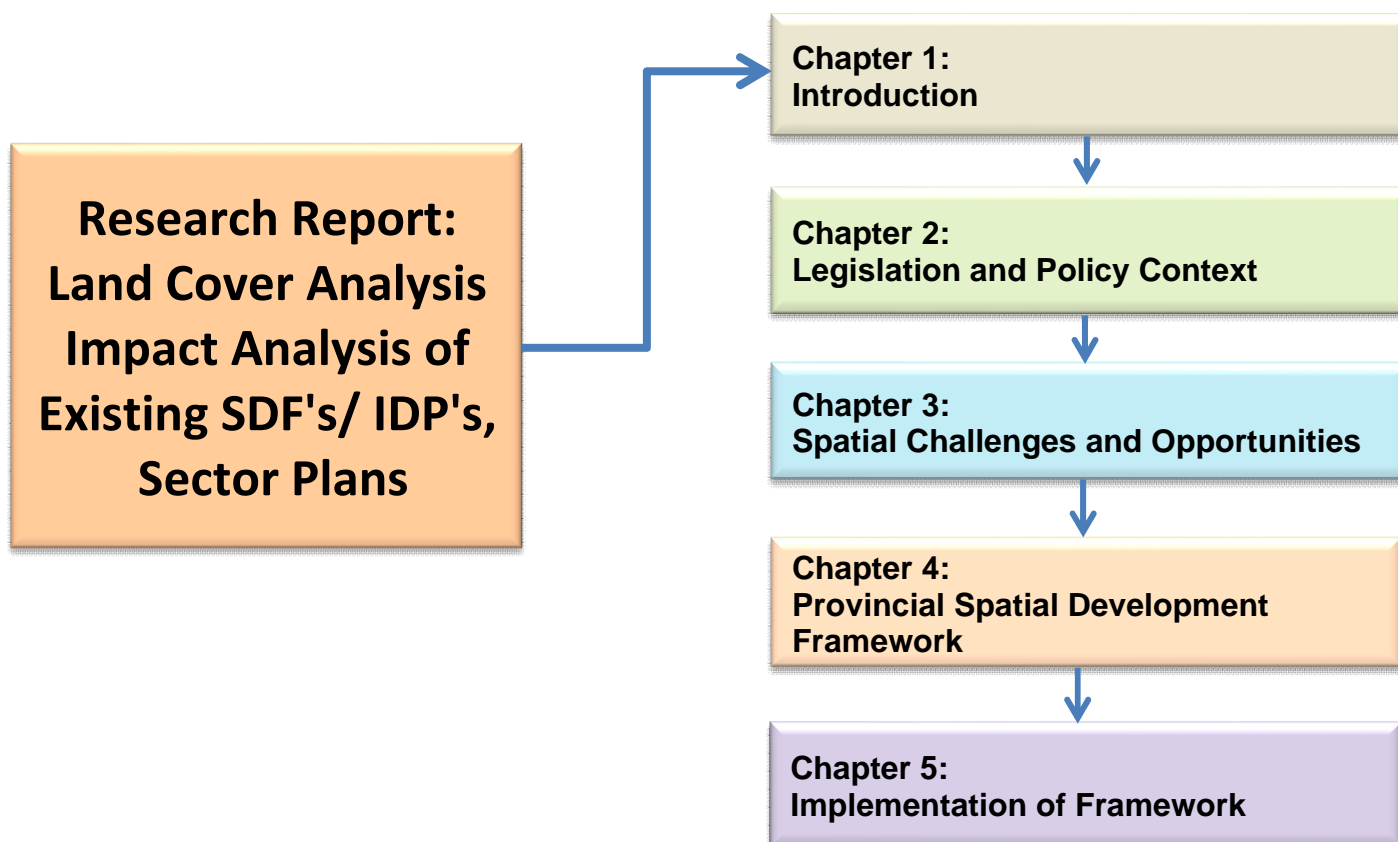 Research Report:
Land Cover Analysis
Impact Analysis of
Existing SDF's/ IDP's,
Sector Plans
Chapter 1:
Introduction
Chapter 2:
Legislation and Policy Context
Chapter 3:
Spatial Challenges and Opportunities
Chapter 4:
Provincial Spatial Development
Framework
Chapter 5:
Implementation of Framework